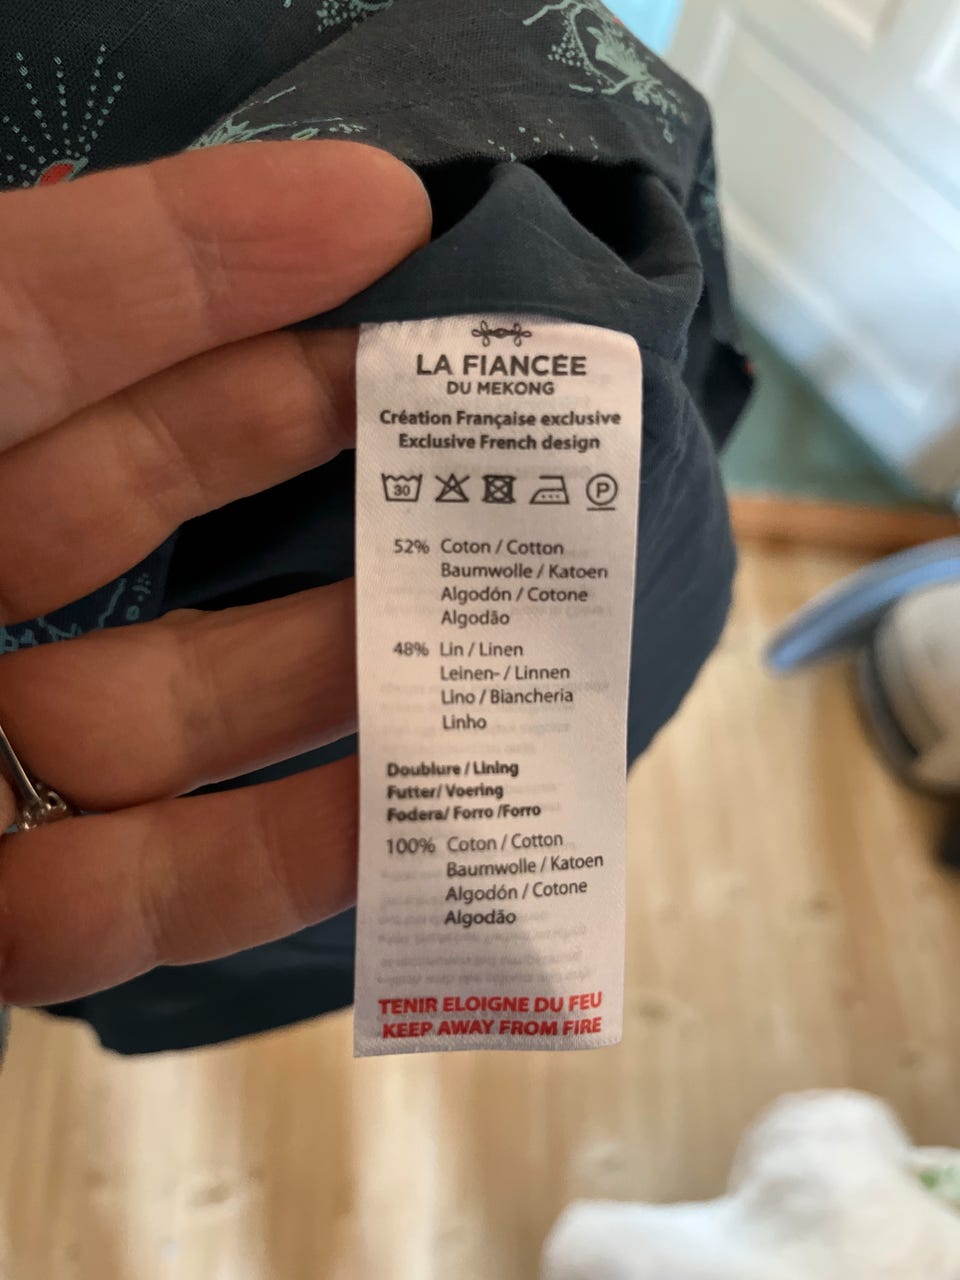 LA FIANCÉE
DU MEKONG
Création Française exclusive
Exclusive French design
30 P
52% Coton / Cotton
Baumwolle / Katoen
Algodón / Cotone
Algodão
48% Lin / Linen
Leinen- / Linnen
Lino / Biancheria
Linho
Doublure / Lining
Futter/ Voering
Fodera/ Forro /Forro
100% Coton / Cotton
Baumwolle / Katoen
Algodón / Cotone
Algodão
TENIR ELOIGNE DU FEU
KEEP AWAY FROM FIRE